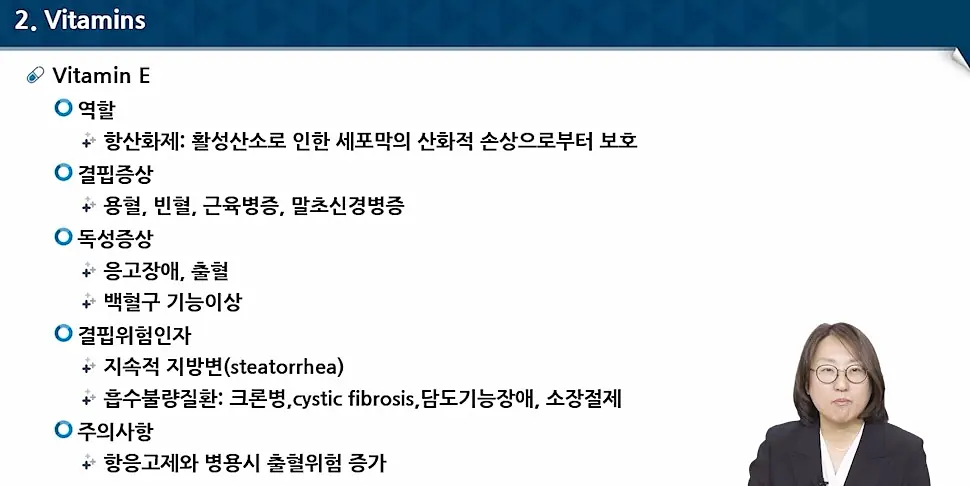 2. Vitamins
Vitamin E
역할
항산화제: 활성산소로 인한 세포막의 산화적 손상으로부터 보호
결핍증상
용혈, 빈혈, 근육병증, 말초신경병증
독성증상
응고장애, 출혈
백혈구 기능이상
결핍위험인자
지속적 지방변(steatorrhea)
흡수불량질환: 크론병,cystic fibrosis,담도기능장애, 소장절제
주의사항
항응고제와 병용시 출혈위험 증가